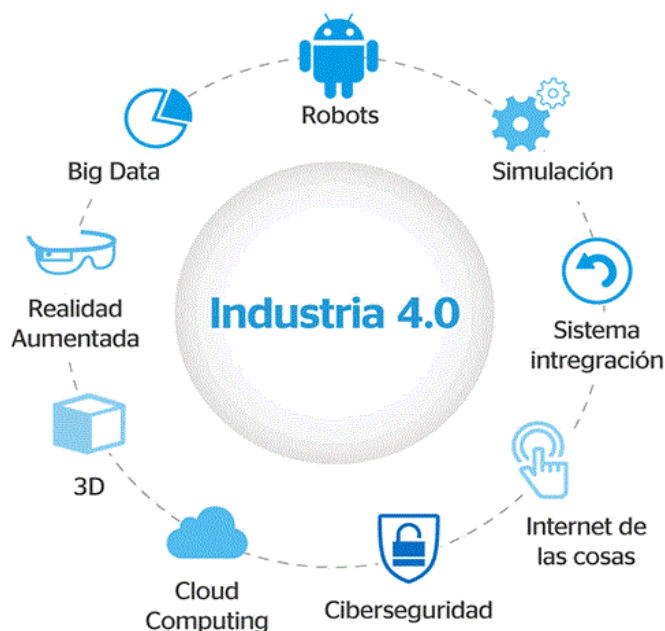 Robots
Simulación
Sistema
intregración
Internet de
las cosas
Ciberseguridad
Cloud
Computing
3D
Realidad
Aumentada
Big Data
Industria 4.0